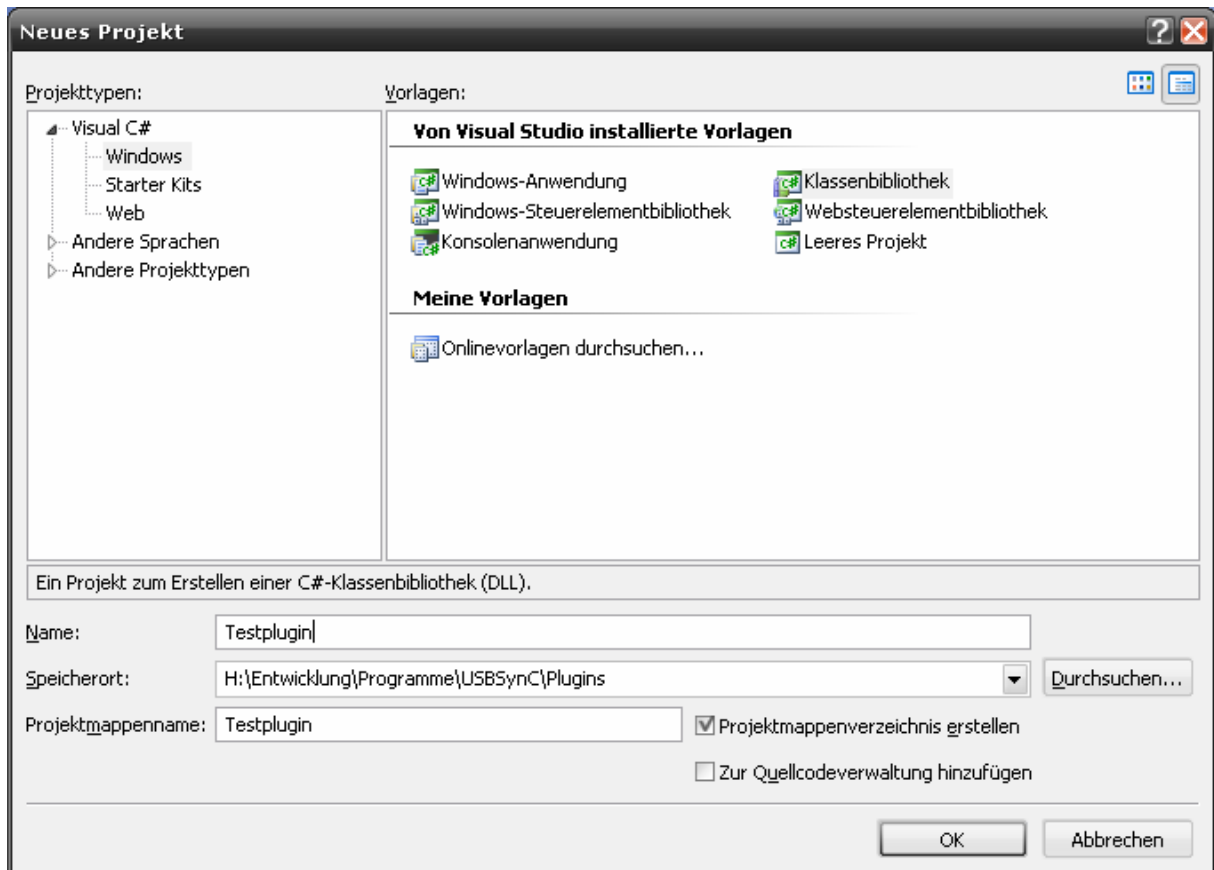 Neues Projekt
Projekttypen:
Vorlagen:
Visual C#
Windows
Starter Kits
Web
Andere Sprachen
Andere Projekttypen
Von Visual Studio installierte Vorlagen
Windows-Anwendung
Klassenbibliothek
Windows-Steuerelementbibliothek
Websteuerelementbibliothek
Konsolenanwendung
Leeres Projekt
Meine Vorlagen
Onlinevorlagen durchsuchen...
Ein Projekt zum Erstellen einer C#-Klassenbibliothek (DLL).
Name:
Testplugin
Speicherort:
H:\Entwicklung\Programme\USBSynC\Plugins
Durchsuchen...
Projektmappenname:
Testplugin
Projektmappenverzeichnis erstellen
Zur Quellcodeverwaltung hinzufügen
OK
Abbrechen